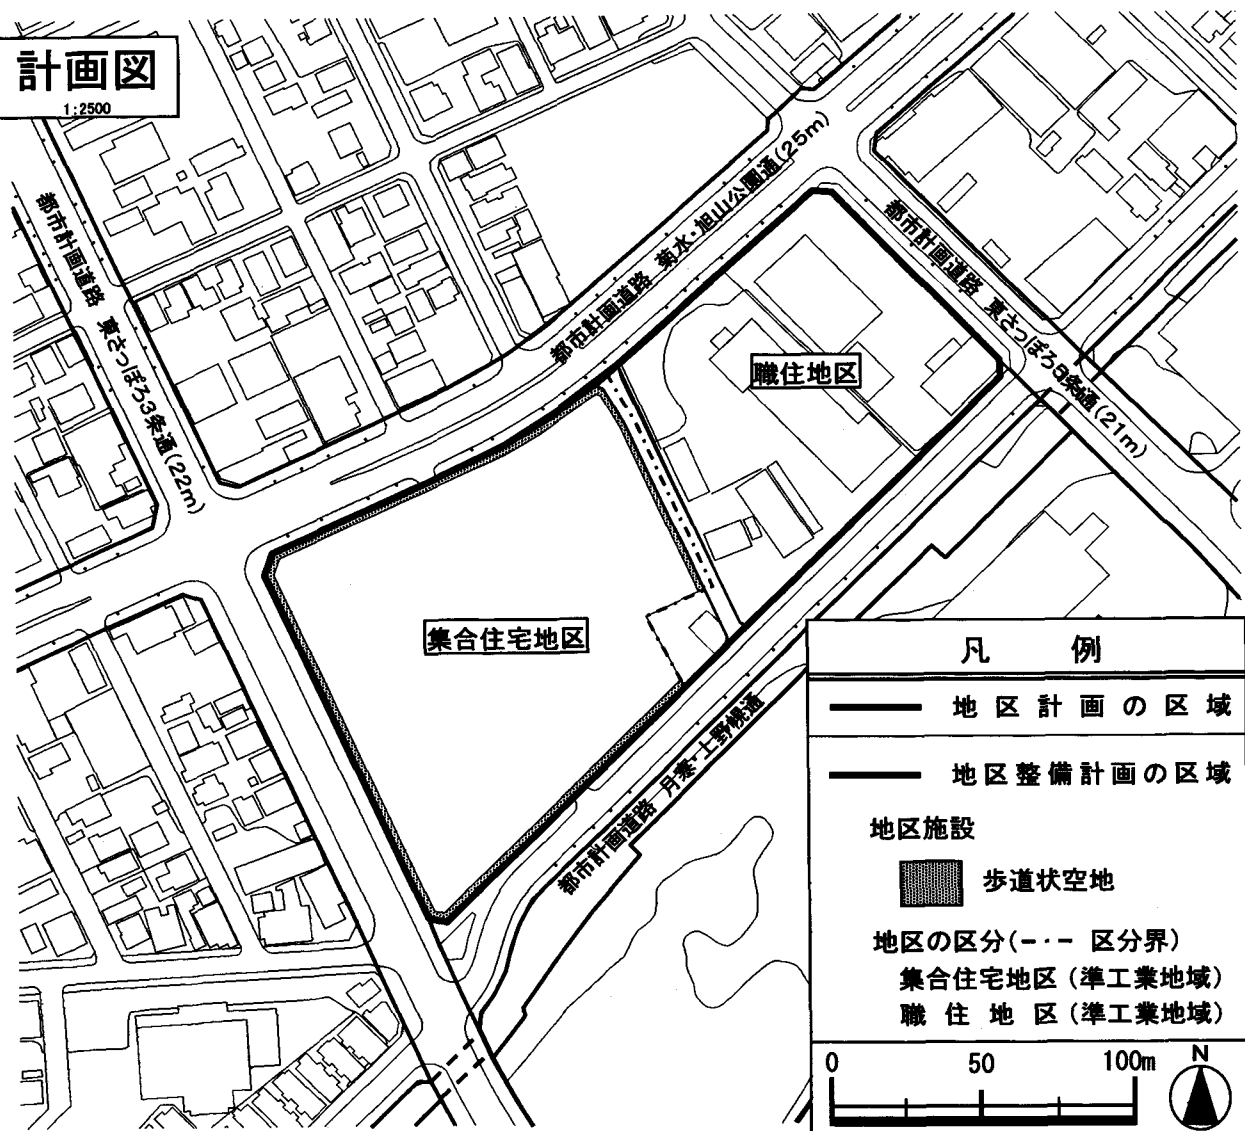 計画図
1:2500
都市計画道路 東さっぽろ3条通(22m)
都市計画道路 菊水・旭山公園通(25m)
都市計画道路 東さっぽろ9条通(21m)
職住地区
集合住宅地区
都市計画道路 月寒・上野幌通
凡 例
地区計画の区域
地区整備計画の区域
地区施設
歩道状空地
地区の区分(-・- 区分界)
集合住宅地区(準工業地域)
職住地区(準工業地域)
0 50 100m
N